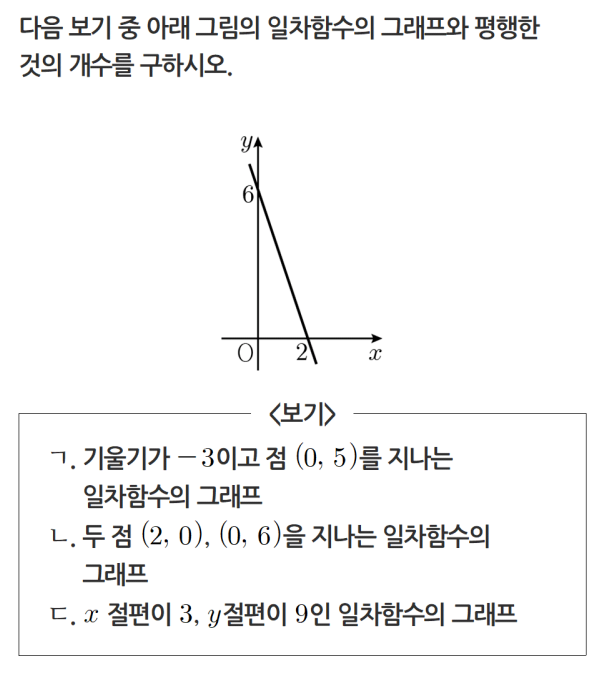 다음 보기 중 아래 그림의 일차함수의 그래프와 평행한
것의 개수를 구하시오.
y
6
O 2 x
<보기>
ㄱ. 기울기가 −3이고 점 (0, 5)를 지나는
일차함수의 그래프
ㄴ. 두 점 (2, 0), (0, 6)을 지나는 일차함수의
그래프
ㄷ. x 절편이 3, y절편이 9인 일차함수의 그래프